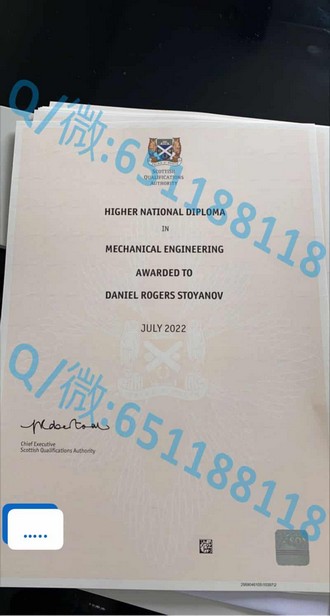 SCOTTISH
QUALIFICATIONS
AUTHORITY
HIGHER NATIONAL DIPLOMA
IN
MECHANICAL ENGINEERING
AWARDED TO
DANIEL ROGERS STOYANOV
JULY 2022
Chief Executive
Scottish Qualifications Authority
Q/微:651188118
Q/微:651188118
.....